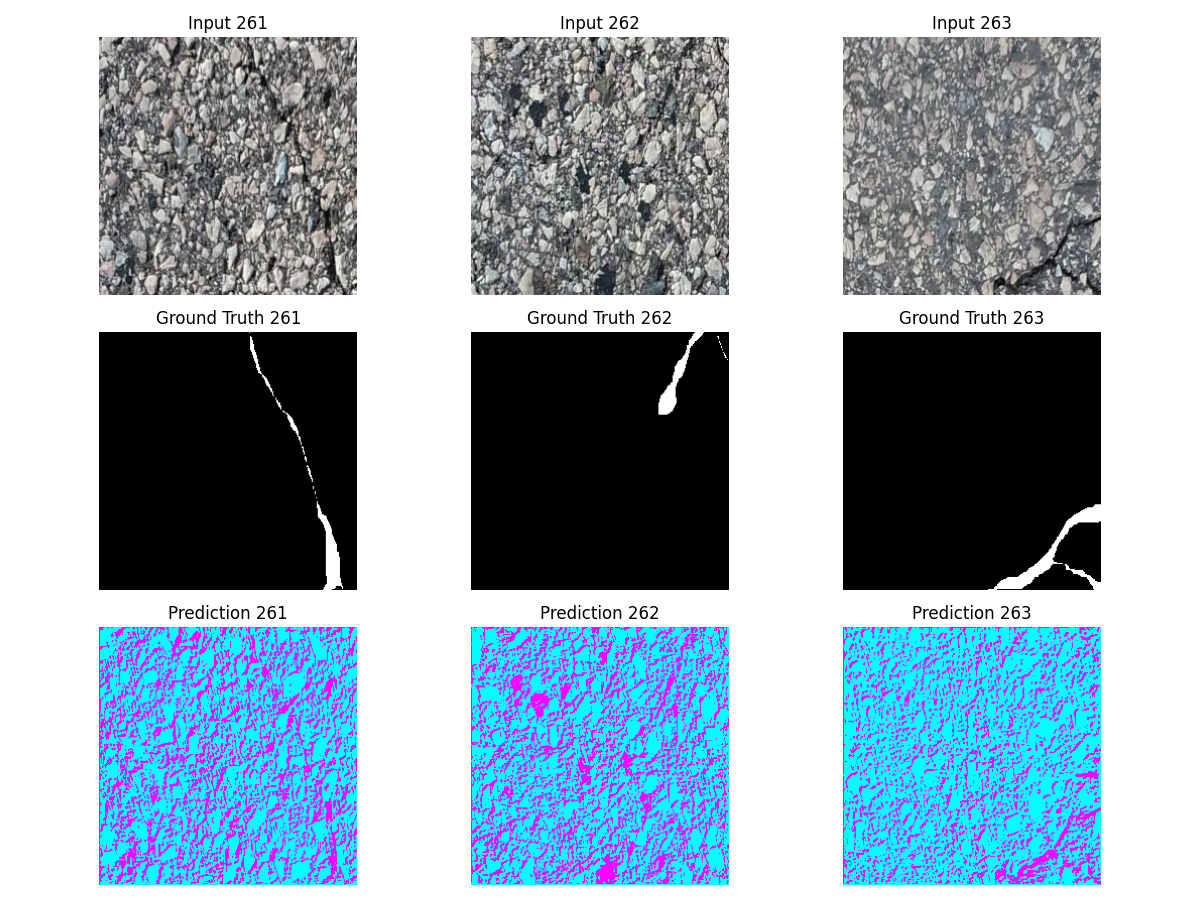 Input 261
Input 262
Input 263
Ground Truth 261
Ground Truth 262
Ground Truth 263
Prediction 261
Prediction 262
Prediction 263